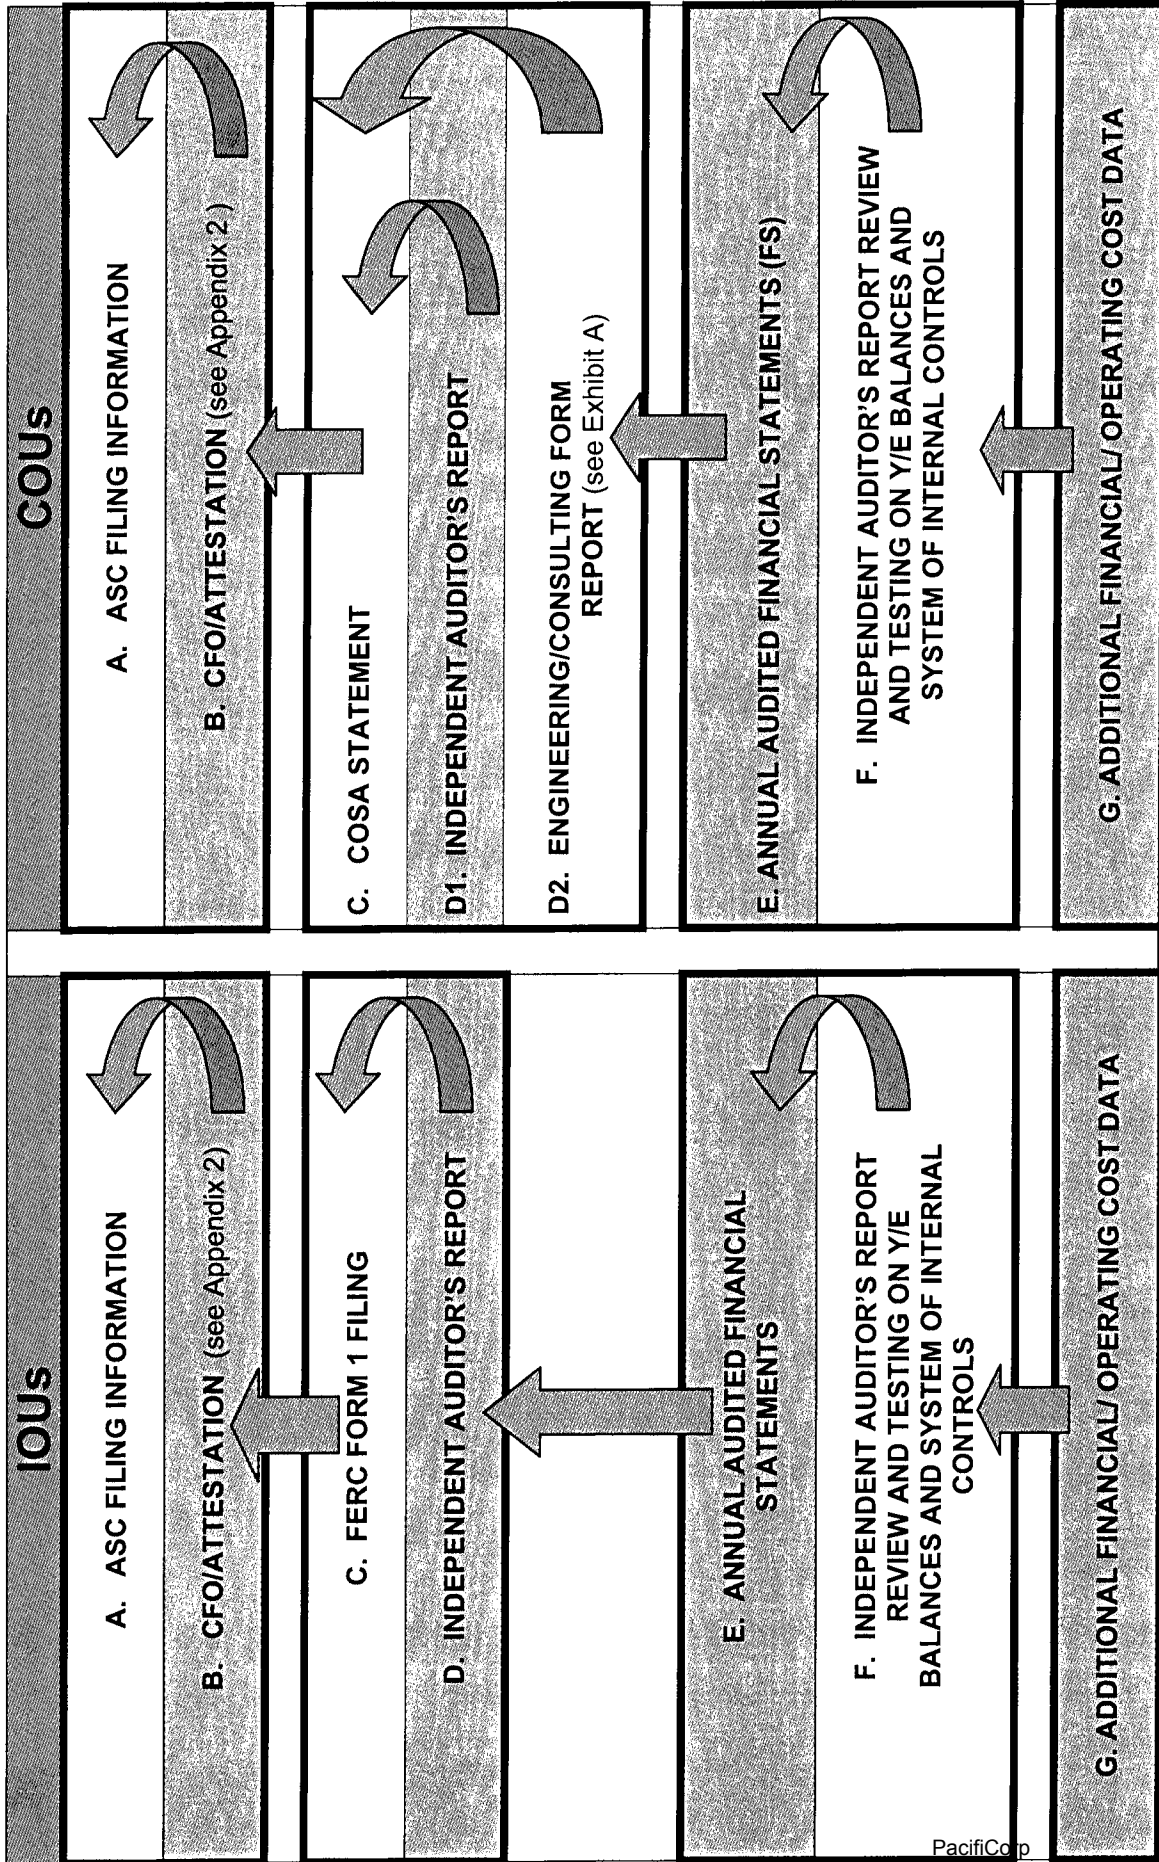 IOUs
A. ASC FILING INFORMATION
B. CFO/ATTESTATION (see Appendix 2)
C. FERC FORM 1 FILING
D. INDEPENDENT AUDITOR'S REPORT
E. ANNUAL AUDITED FINANCIAL
STATEMENTS
F. INDEPENDENT AUDITOR'S REPORT
REVIEW AND TESTING ON Y/E
BALANCES AND SYSTEM OF INTERNAL
CONTROLS
G. ADDITIONAL FINANCIAL/ OPERATING COST DATA
COUs
A. ASC FILING INFORMATION
B. CFO/ATTESTATION (see Appendix 2 )
C. COSA STATEMENT
D1. INDEPENDENT AUDITOR'S REPORT
D2. ENGINEERING/CONSULTING FORM
REPORT (see Exhibit A)
E. ANNUAL AUDITED FINANCIAL STATEMENTS (FS)
F. INDEPENDENT AUDITOR'S REPORT REVIEW
AND TESTING ON Y/E BALANCES AND
SYSTEM OF INTERNAL CONTROLS
G. ADDITIONAL FINANCIAL/ OPERATING COST DATA
PacifiCorp